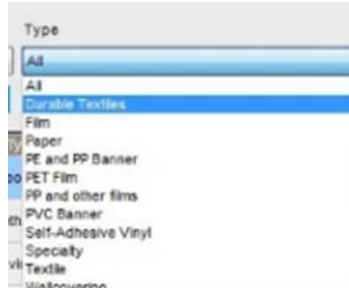 Type
All
All
Durable Textiles
Film
Paper
PE and PP Banner
PET Film
PP and other films
PVC Banner
Self-Adhesive Vinyl
Specialty
Textile
Wallcovering